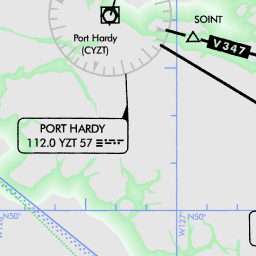 SOINT
Port Hardy
(CYZT)
V347
PORT HARDY
112.0 YZT 57
N50°
W127°
N50°